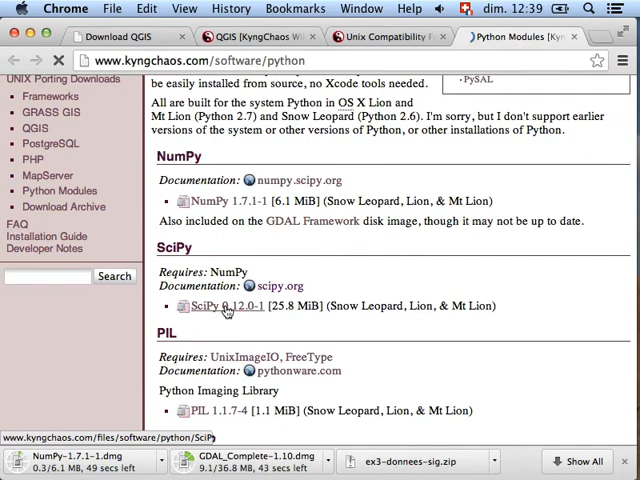 Chrome File Edit View History Bookmarks Window Help dim. 12:39
Download QGIS
QGIS [KyngChaos Wi
Unix Compatibility F
Python Modules [Kyn
www.kyngchaos.com/software/python
UNIX Porting Downloads
Frameworks
GRASS GIS
QGIS
PostgreSQL
PHP
MapServer
Python Modules
Download Archive
FAQ
Installation Guide
Developer Notes
Search
be easily installed from source, no Xcode tools needed.
PySAL
All are built for the system Python in OS X Lion and
Mt Lion (Python 2.7) and Snow Leopard (Python 2.6). I'm sorry, but I don't support earlier
versions of the system or other versions of Python, or other installations of Python.
NumPy
Documentation: numpy.scipy.org
NumPy 1.7.1-1 [6.1 MiB] (Snow Leopard, Lion, & Mt Lion)
Also included on the GDAL Framework disk image, though it may not be up to date.
SciPy
Requires: NumPy
Documentation: scipy.org
SciPy 0.12.0-1 [25.8 MiB] (Snow Leopard, Lion, & Mt Lion)
PIL
Requires: UnixImageIO, FreeType
Documentation: pythonware.com
Python Imaging Library
PIL 1.1.7-4 [1.1 MiB] (Snow Leopard, Lion, & Mt Lion)
www.kyngchaos.com/files/software/python/SciPy
NumPy-1.7.1-1.dmg
0.3/6.1 MB, 49 secs left
GDAL_Complete-1.10.dmg
9.1/36.8 MB, 43 secs left
ex3-donnees-sig.zip
Show All